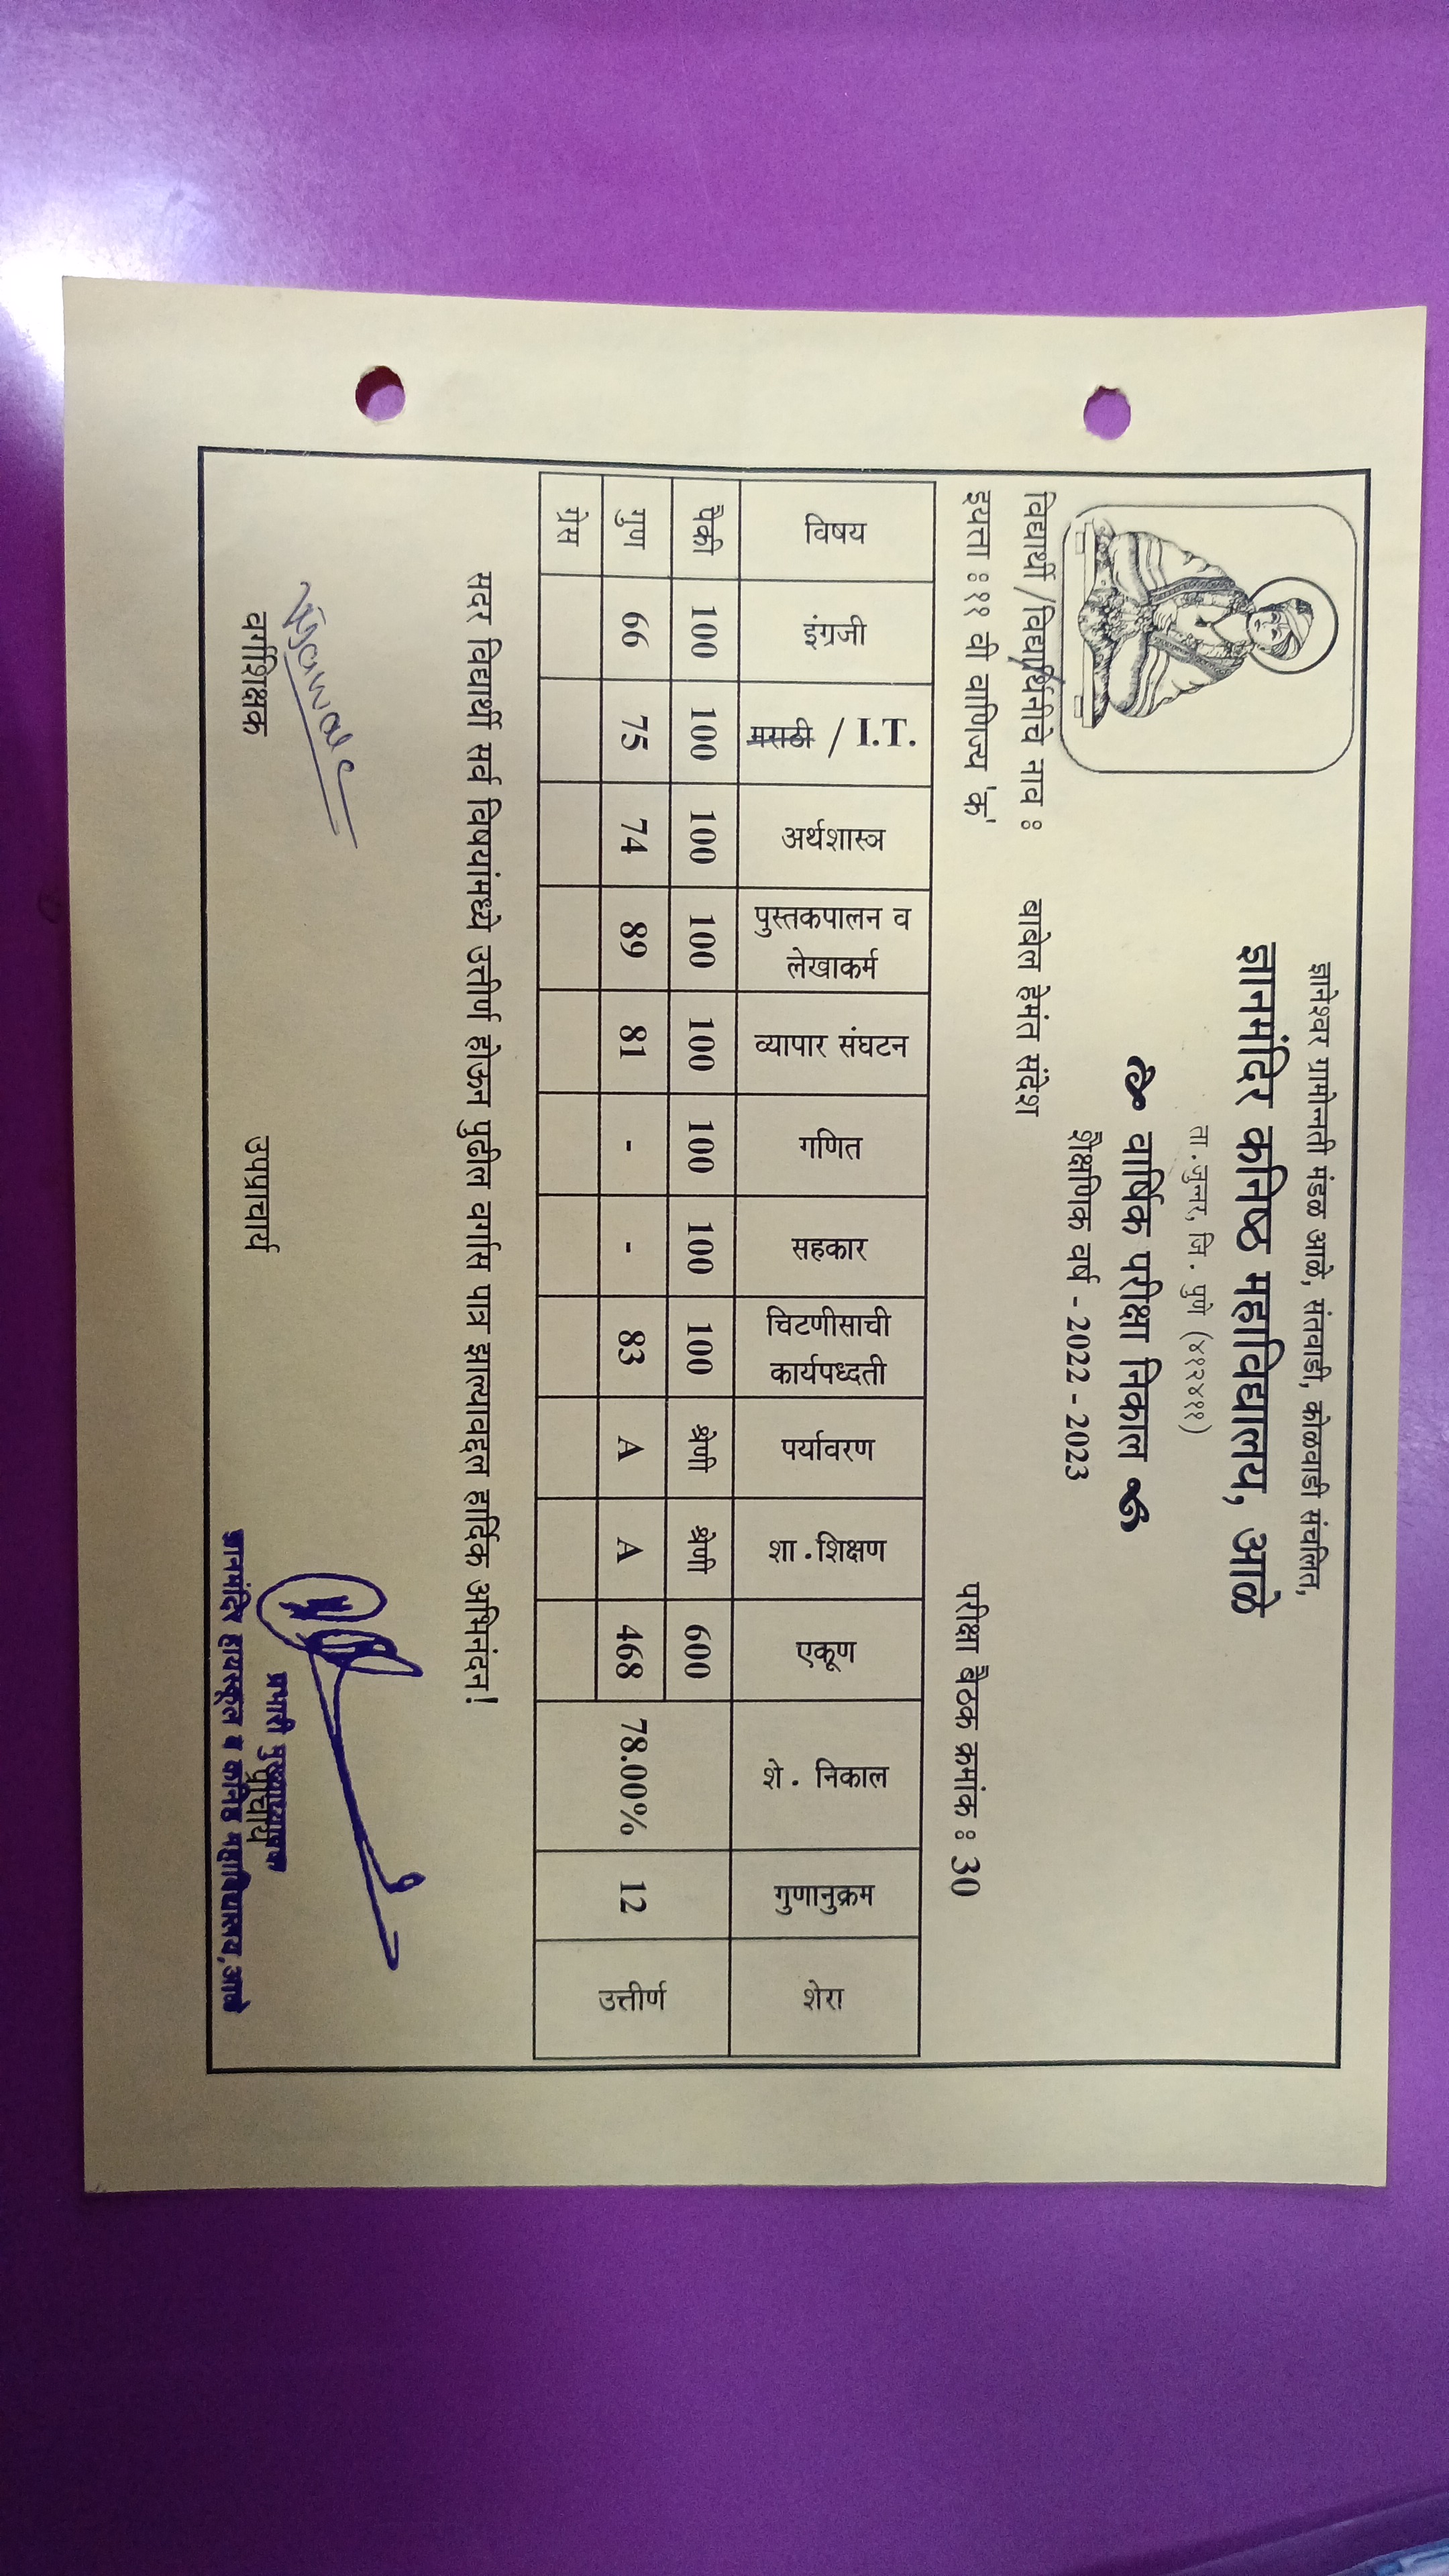 ज्ञानेश्वर ग्रामोन्नती मंडळ आळे, संतवाडी, कोळवाडी संचलित,
ज्ञानमंदिर कनिष्ठ महाविद्यालय, आळे
ता.जुन्नर, जि. पुणे (४१२४११)
वार्षिक परीक्षा निकाल
शैक्षणिक वर्ष - 2022 - 2023
विद्यार्थी /विद्यार्थिनीचे नाव : बाबेल हेमंत संदेश
इयत्ता : ११ वी वाणिज्य 'क' परीक्षा बैठक क्रमांक : 30
विषय इंग्रजी मराठी / I.T. अर्थशास्त्र पुस्तकपालन व लेखाकर्म व्यापार संघटन गणित सहकार चिटणीसाची कार्यपध्दती पर्यावरण शा.शिक्षण एकूण शे. निकाल गुणानुक्रम शेरा
पैकी 100 100 100 100 100 100 100 100 श्रेणी श्रेणी 600
गुण 66 75 74 89 81 - - 83 A A 468 78.00% 12 उत्तीर्ण
ग्रेस
सदर विद्यार्थी सर्व विषयांमध्ये उत्तीर्ण होऊन पुढील वर्गास पात्र झाल्याबद्दल हार्दिक अभिनंदन!
वर्गशिक्षक उपप्राचार्य प्राचार्य
प्रभारी मुख्याध्यापक
ज्ञानमंदिर हायस्कूल व कनिष्ठ महाविद्यालय,आळे